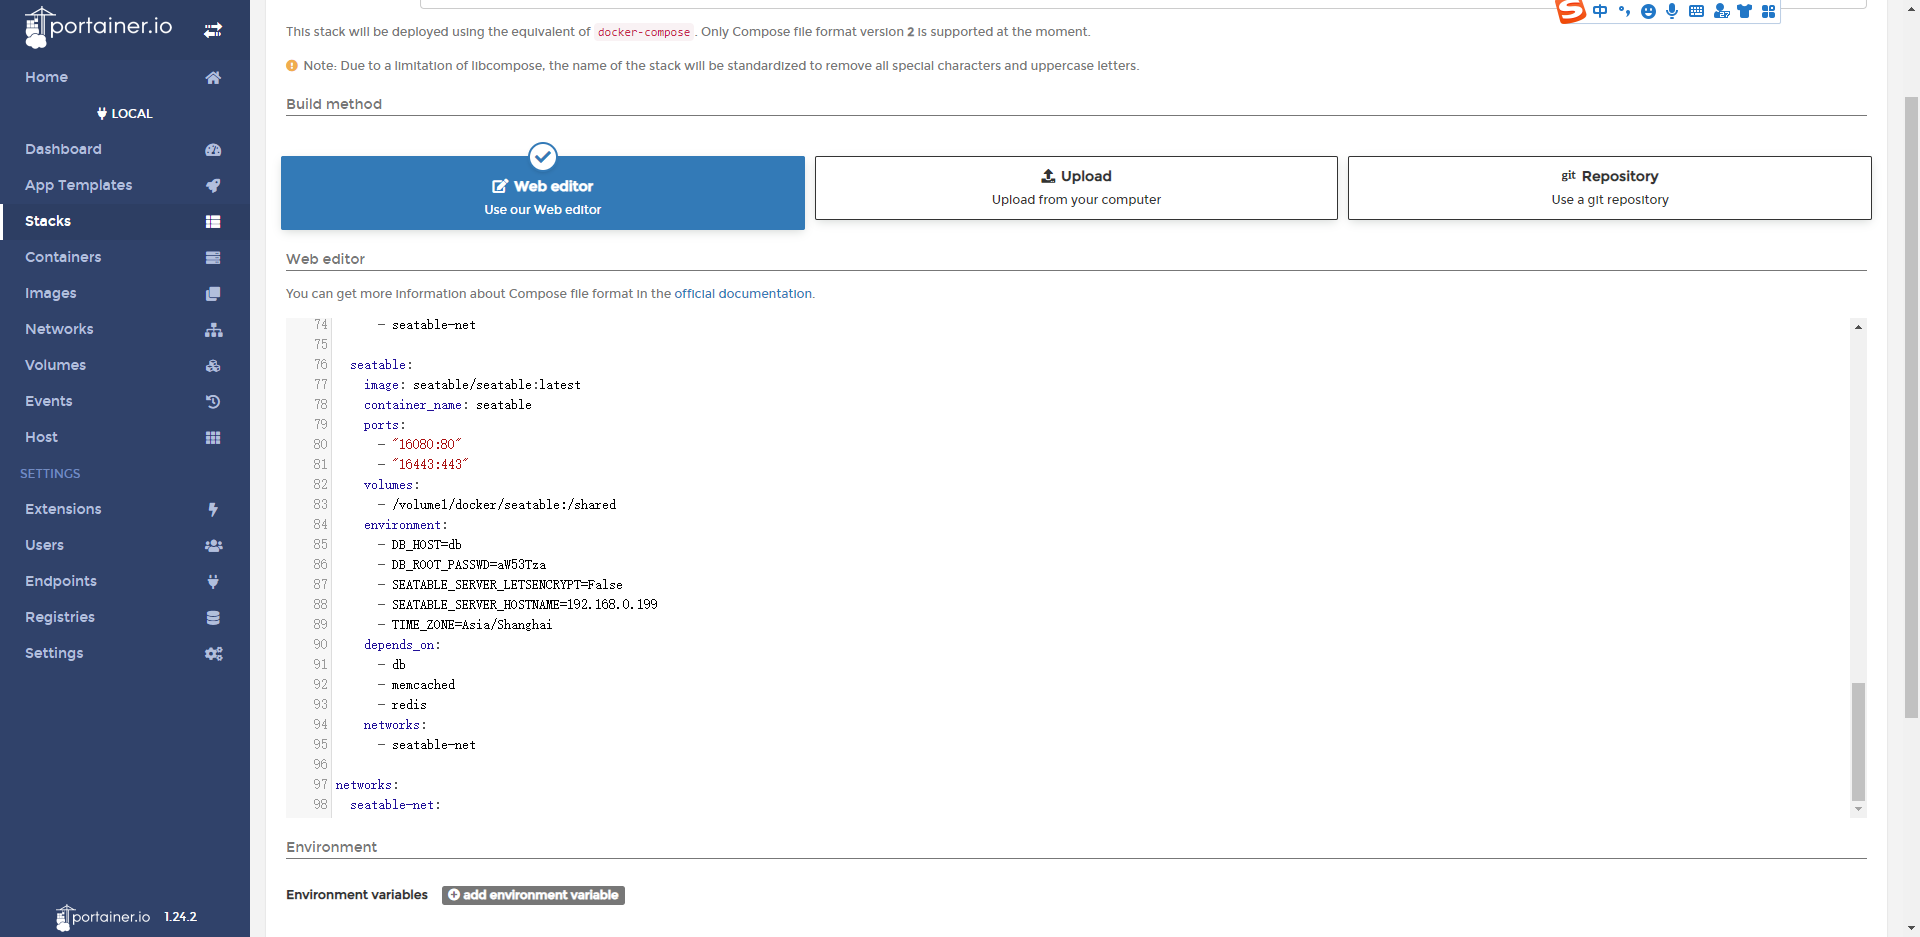 portainer.io
Home
LOCAL
Dashboard
App Templates
Stacks
Containers
Images
Networks
Volumes
Events
Host
SETTINGS
Extensions
Users
Endpoints
Registries
Settings
portainer.io 1.24.2
中
This stack will be deployed using the equivalent of docker-compose. Only Compose file format version 2 is supported at the moment.
Note: Due to a limitation of libcompose, the name of the stack will be standardized to remove all special characters and uppercase letters.
Build method
Web editor
Use our Web editor
Upload
Upload from your computer
git Repository
Use a git repository
Web editor
You can get more information about Compose file format in the official documentation.
74       - seatable-net
75
76   seatable:
77     image: seatable/seatable:latest
78     container_name: seatable
79     ports:
80       - "16080:80"
81       - "16443:443"
82     volumes:
83       - /volume1/docker/seatable:/shared
84     environment:
85       - DB_HOST=db
86       - DB_ROOT_PASSWD=aW53Tza
87       - SEATABLE_SERVER_LETSENCRYPT=False
88       - SEATABLE_SERVER_HOSTNAME=192.168.0.199
89       - TIME_ZONE=Asia/Shanghai
90     depends_on:
91       - db
92       - memcached
93       - redis
94     networks:
95       - seatable-net
96
97 networks:
98   seatable-net:
Environment
Environment variables add environment variable